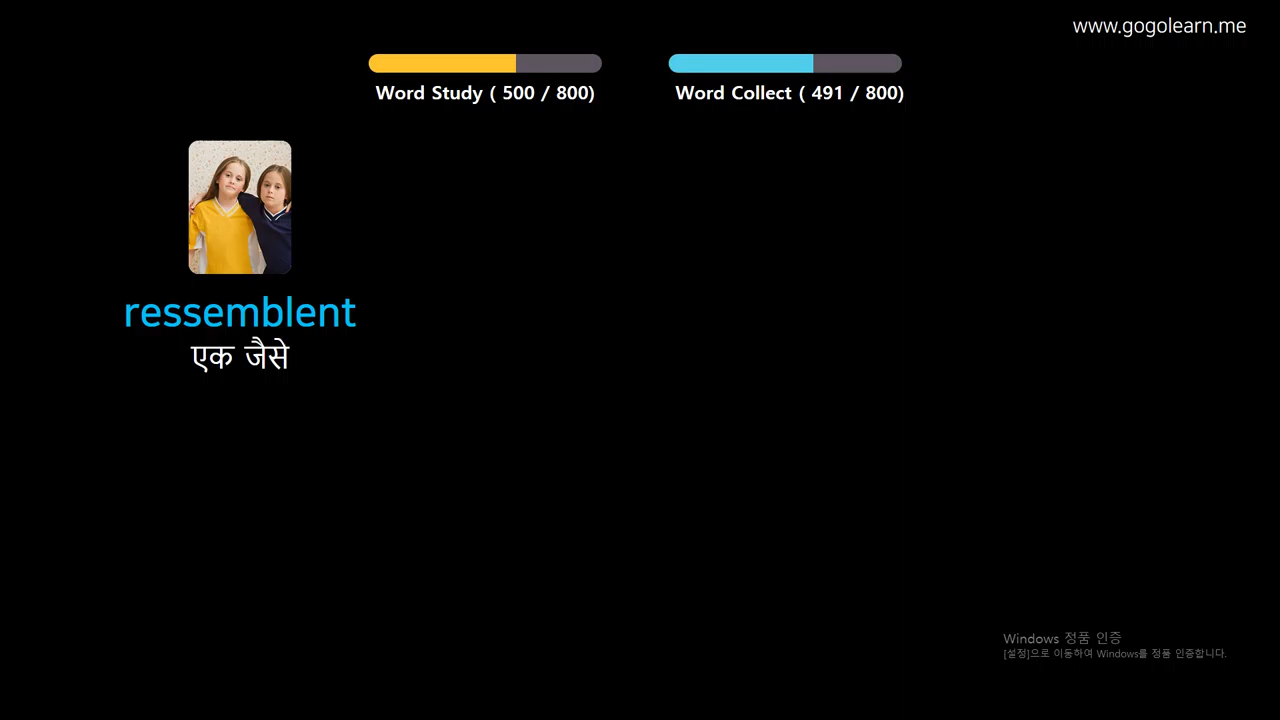 www.gogolearn.me
Word Study ( 500 / 800)
Word Collect ( 491 / 800)
ressemblent
एक जैसे
Windows 정품 인증
[설정]으로 이동하여 Windows를 정품 인증합니다.